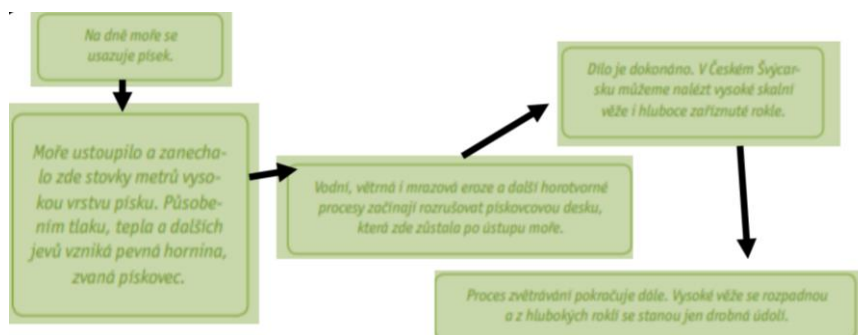 Na dně moře se
usazuje písek.
Moře ustoupilo a zanecha-
lo zde stovky metrů vyso-
kou vrstvu písku. Působe-
ním tlaku, tepla a dalších
jevů vzniká pevná hornina,
zvaná pískovec.
Vodní, větrná i mrazová eroze a další horotvorné
procesy začínají rozrušovat pískovcovou desku,
která zde zůstala po ústupu moře.
Dílo je dokonáno. V Českém Švýcar-
sku můžeme nalézt vysoké skalní
věže i hluboce zaříznuté rokle.
Proces zvětrávání pokračuje dále. Vysoké věže se rozpadnou
a z hlubokých roklí se stanou jen drobná údolí.